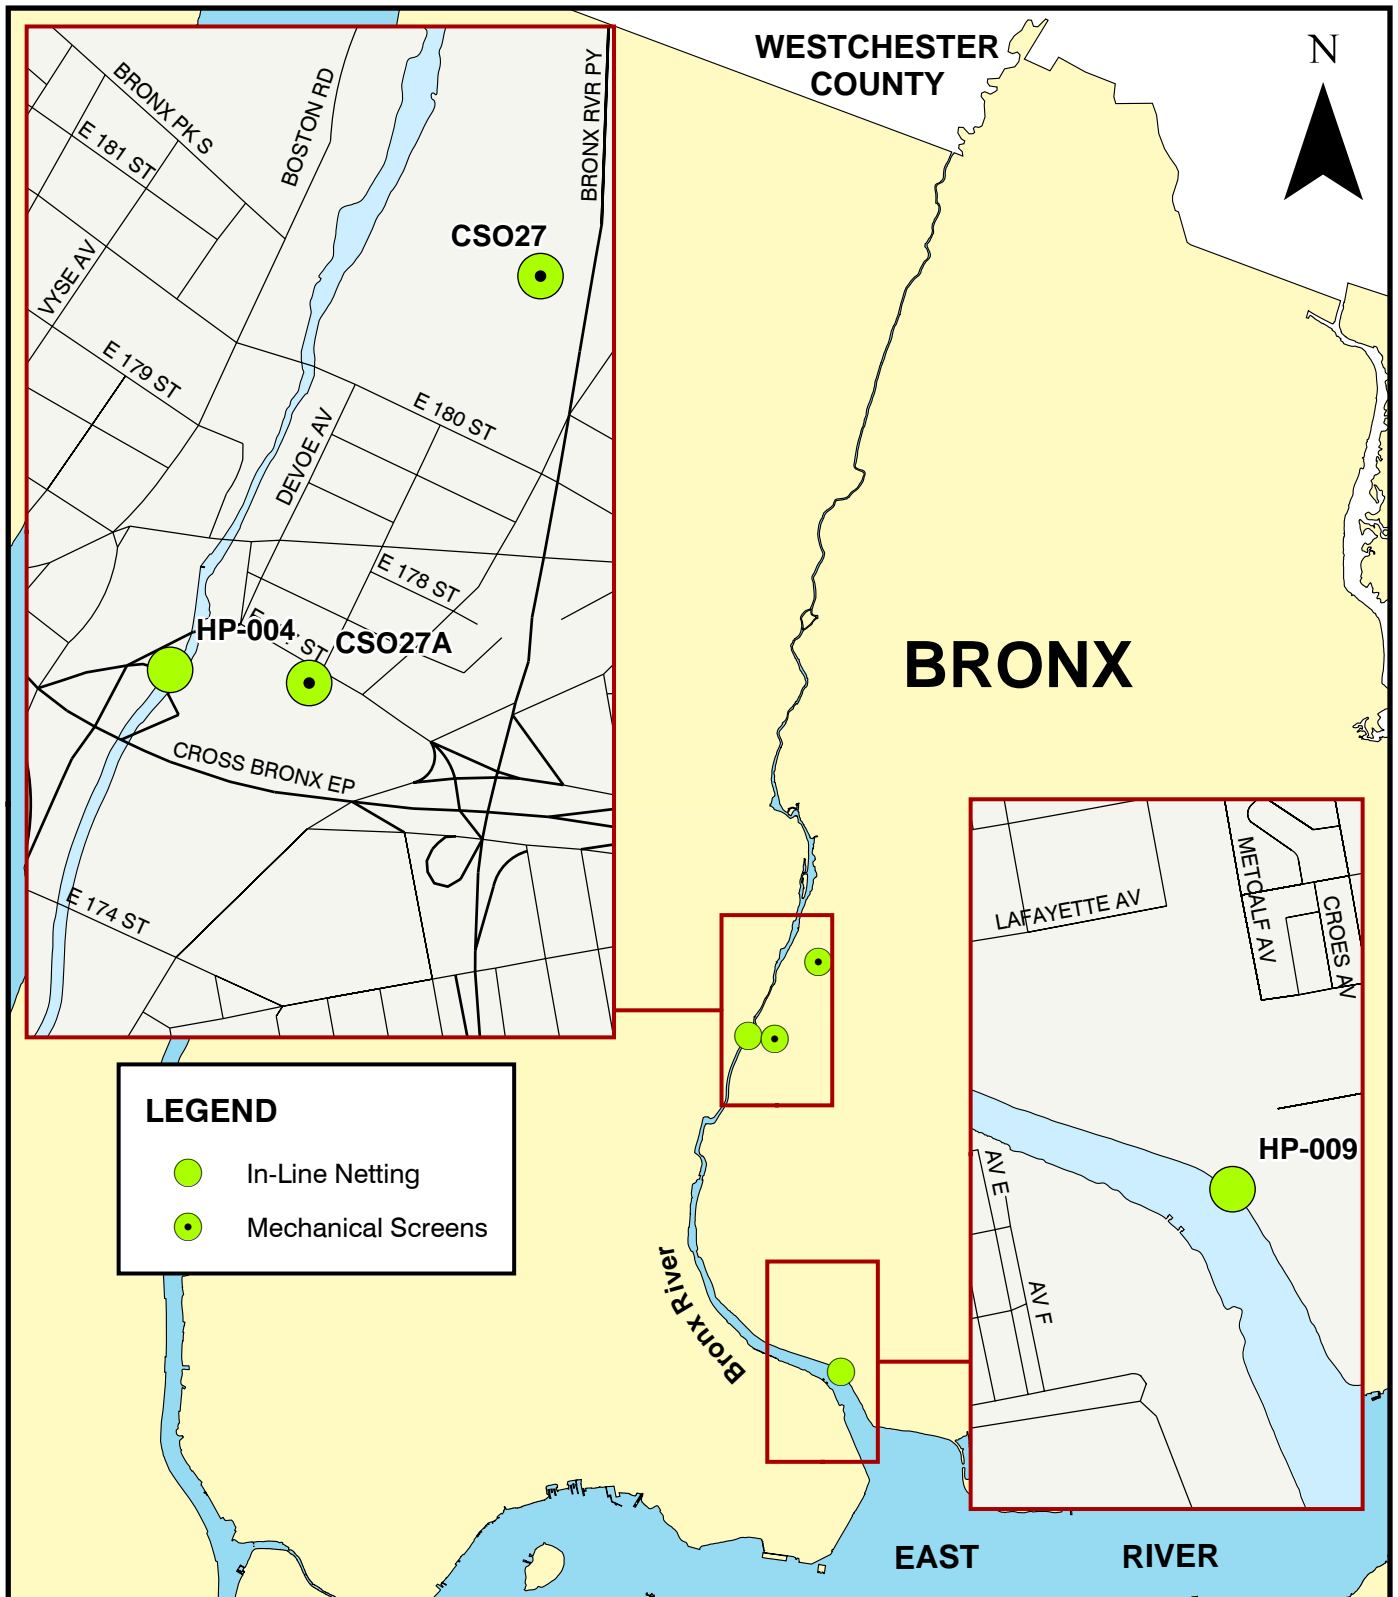 WESTCHESTER
COUNTY
N
BRONX PK S
BOSTON RD
BRONX RVR PY
E 181 ST
CSO27
VYSE AV
E 179 ST
E 180 ST
DEVOE AV
E 178 ST
HP-004
ST
CSO27A
CROSS BRONX EP
E 174 ST
BRONX
METCALF AV
LAFAYETTE AV
CROES AV
HP-009
AV E
AV F
LEGEND
In-Line Netting
Mechanical Screens
Bronx River
EAST RIVER